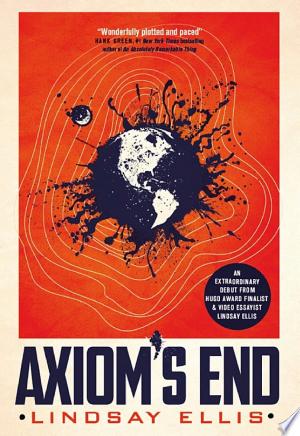 "Wonderfully plotted and paced"
HANK GREEN, #1 New York Times bestselling
author of An Absolutely Remarkable Thing
AN
EXTRAORDINARY
DEBUT FROM
HUGO AWARD FINALIST
& VIDEO ESSAYIST
LINDSAY ELLIS
AXIOM'S END
•LINDSAY ELLIS•